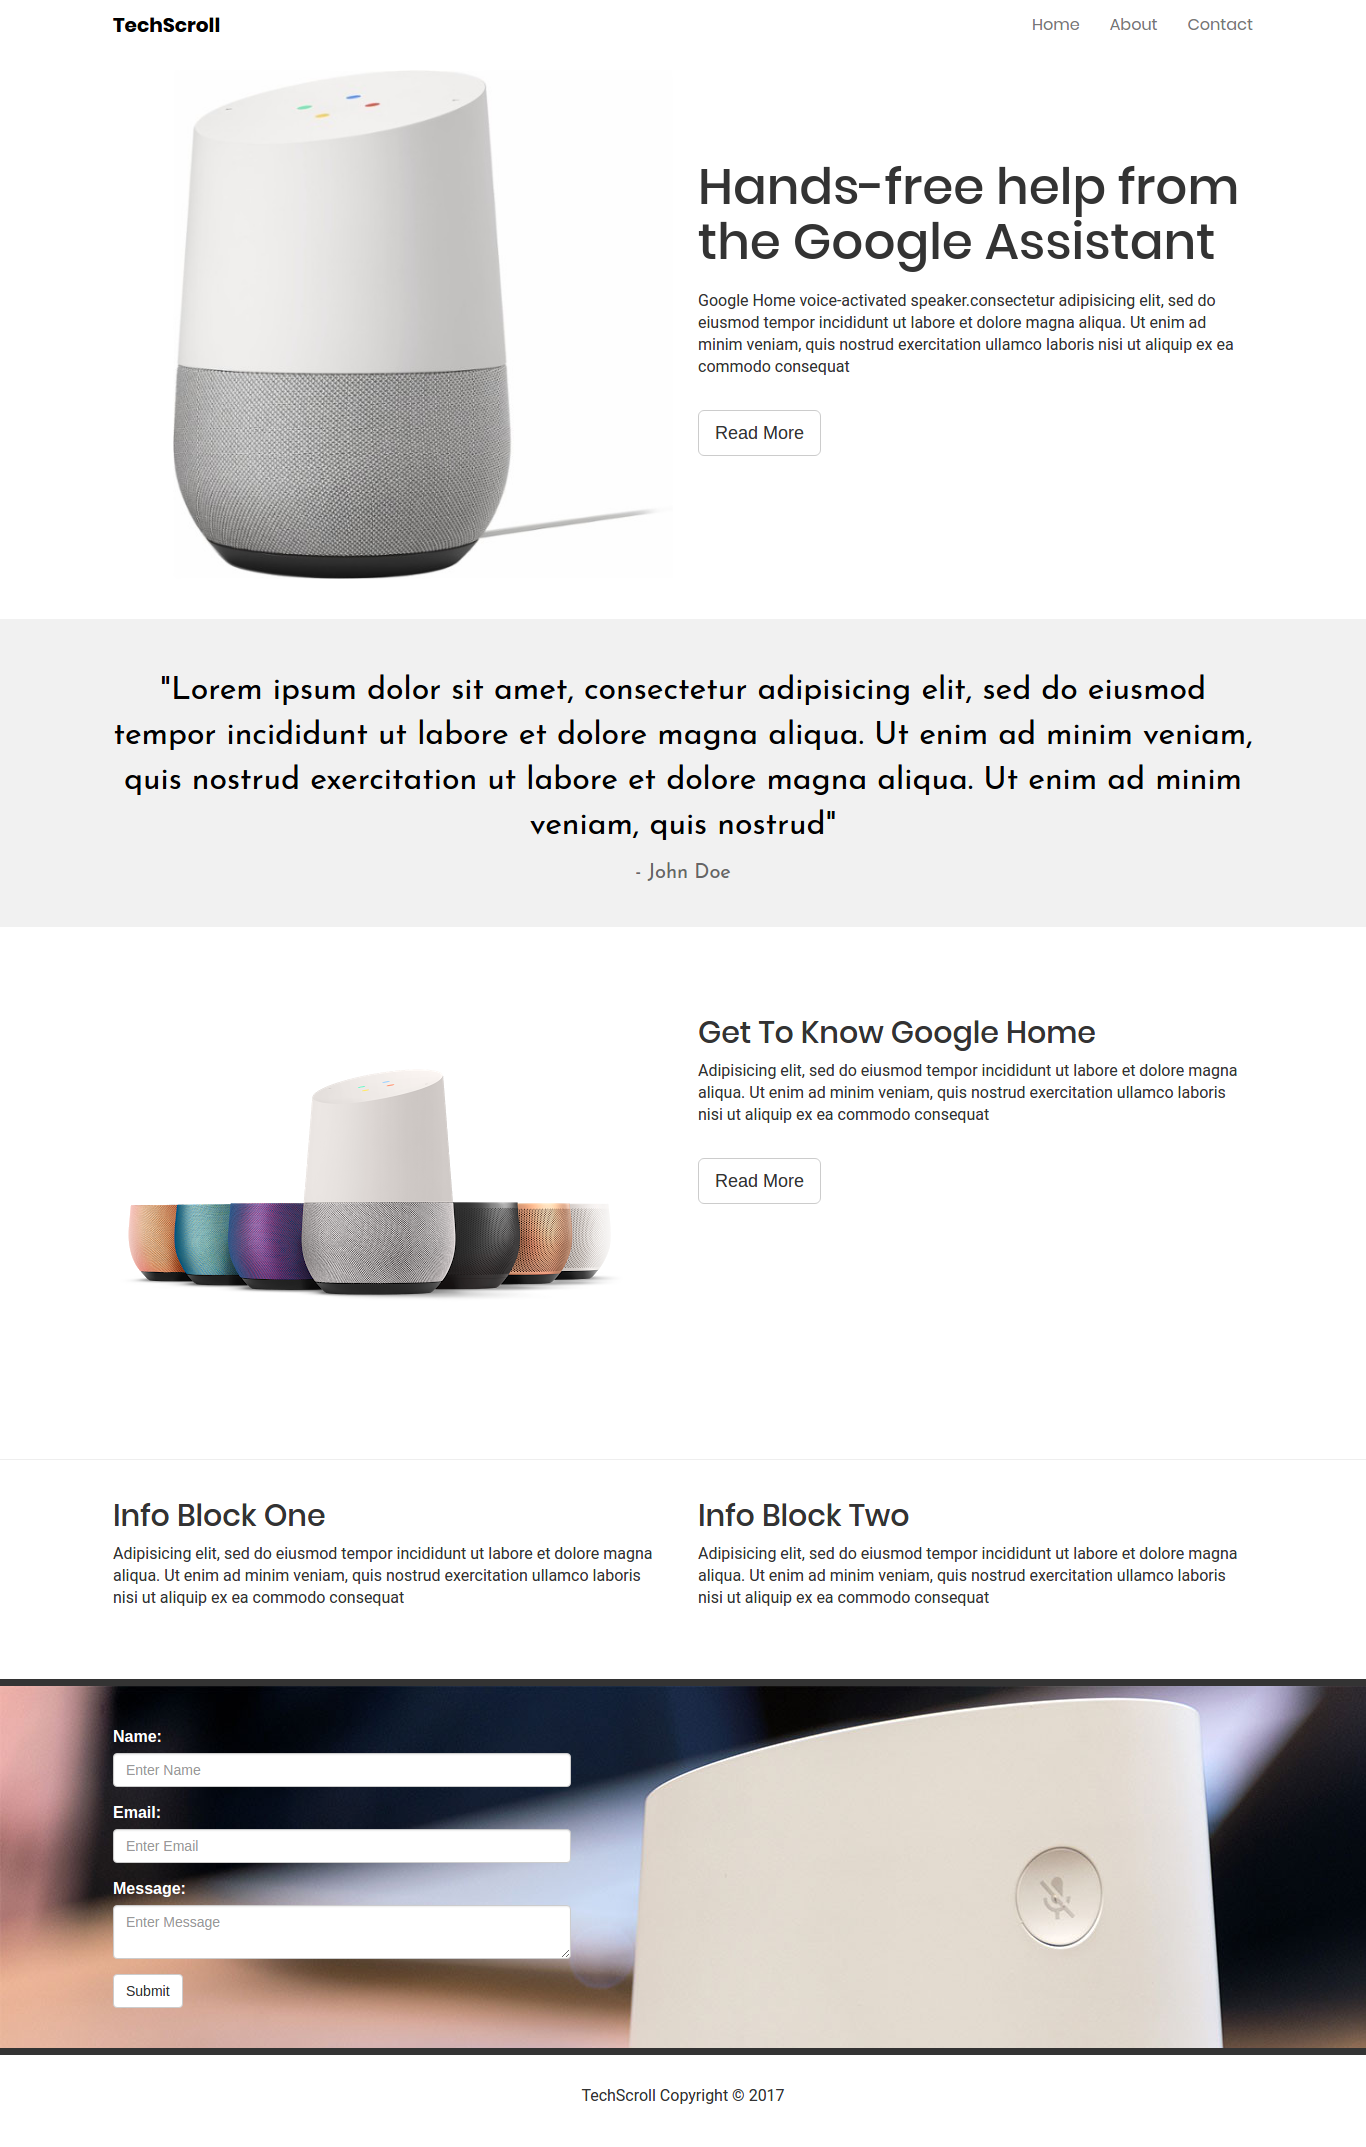 TechScroll
Home About Contact
Hands-free help from
the Google Assistant
Google Home voice-activated speaker.consectetur adipisicing elit, sed do
eiusmod tempor incididunt ut labore et dolore magna aliqua. Ut enim ad
minim veniam, quis nostrud exercitation ullamco laboris nisi ut aliquip ex ea
commodo consequat
Read More
"Lorem ipsum dolor sit amet, consectetur adipisicing elit, sed do eiusmod
tempor incididunt ut labore et dolore magna aliqua. Ut enim ad minim veniam,
quis nostrud exercitation ut labore et dolore magna aliqua. Ut enim ad minim
veniam, quis nostrud"
- John Doe
Get To Know Google Home
Adipisicing elit, sed do eiusmod tempor incididunt ut labore et dolore magna
aliqua. Ut enim ad minim veniam, quis nostrud exercitation ullamco laboris
nisi ut aliquip ex ea commodo consequat
Read More
Info Block One
Adipisicing elit, sed do eiusmod tempor incididunt ut labore et dolore magna
aliqua. Ut enim ad minim veniam, quis nostrud exercitation ullamco laboris
nisi ut aliquip ex ea commodo consequat
Info Block Two
Adipisicing elit, sed do eiusmod tempor incididunt ut labore et dolore magna
aliqua. Ut enim ad minim veniam, quis nostrud exercitation ullamco laboris
nisi ut aliquip ex ea commodo consequat
Name:
Enter Name
Email:
Enter Email
Message:
Enter Message
Submit
TechScroll Copyright © 2017